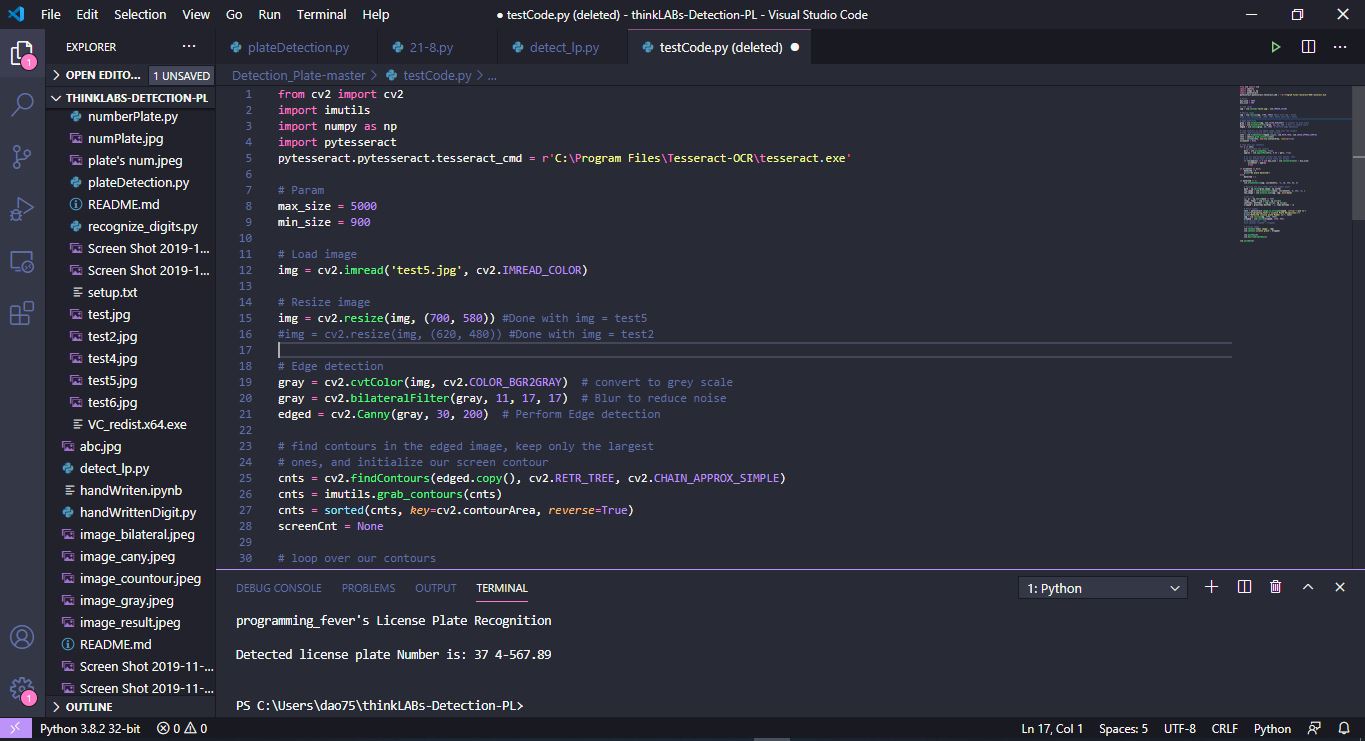 File Edit Selection View Go Run Terminal Help
● testCode.py (deleted) - thinkLABs-Detection-PL - Visual Studio Code
EXPLORER
OPEN EDITO... 1 UNSAVED
THINKLABS-DETECTION-PL
numberPlate.py
numPlate.jpg
plate's num.jpeg
plateDetection.py
README.md
recognize_digits.py
Screen Shot 2019-1...
Screen Shot 2019-1...
setup.txt
test.jpg
test2.jpg
test4.jpg
test5.jpg
test6.jpg
VC_redist.x64.exe
abc.jpg
detect_lp.py
handWriten.ipynb
handWrittenDigit.py
image_bilateral.jpeg
image_cany.jpeg
image_countour.jpeg
image_gray.jpeg
image_result.jpeg
README.md
Screen Shot 2019-11-...
Screen Shot 2019-11-...
OUTLINE
1
1
plateDetection.py 21-8.py detect_lp.py testCode.py (deleted) ●
Detection_Plate-master > testCode.py > ...
1 from cv2 import cv2
2 import imutils
3 import numpy as np
4 import pytesseract
5 pytesseract.pytesseract.tesseract_cmd = r'C:\Program Files\Tesseract-OCR\tesseract.exe'
6
7 # Param
8 max_size = 5000
9 min_size = 900
10
11 # Load image
12 img = cv2.imread('test5.jpg', cv2.IMREAD_COLOR)
13
14 # Resize image
15 img = cv2.resize(img, (700, 580)) #Done with img = test5
16 #img = cv2.resize(img, (620, 480)) #Done with img = test2
17
18 # Edge detection
19 gray = cv2.cvtColor(img, cv2.COLOR_BGR2GRAY) # convert to grey scale
20 gray = cv2.bilateralFilter(gray, 11, 17, 17) # Blur to reduce noise
21 edged = cv2.Canny(gray, 30, 200) # Perform Edge detection
22
23 # find contours in the edged image, keep only the largest
24 # ones, and initialize our screen contour
25 cnts = cv2.findContours(edged.copy(), cv2.RETR_TREE, cv2.CHAIN_APPROX_SIMPLE)
26 cnts = imutils.grab_contours(cnts)
27 cnts = sorted(cnts, key=cv2.contourArea, reverse=True)
28 screenCnt = None
29
30 # loop over our contours
DEBUG CONSOLE PROBLEMS OUTPUT TERMINAL 1: Python
programming_fever's License Plate Recognition
Detected license plate Number is: 37 4-567.89
PS C:\Users\dao75\thinkLABs-Detection-PL>
Python 3.8.2 32-bit 0 0 Ln 17, Col 1 Spaces: 5 UTF-8 CRLF Python